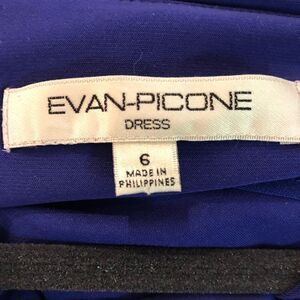 EVAN-PICONE
DRESS
6
MADE IN
PHILIPPINES